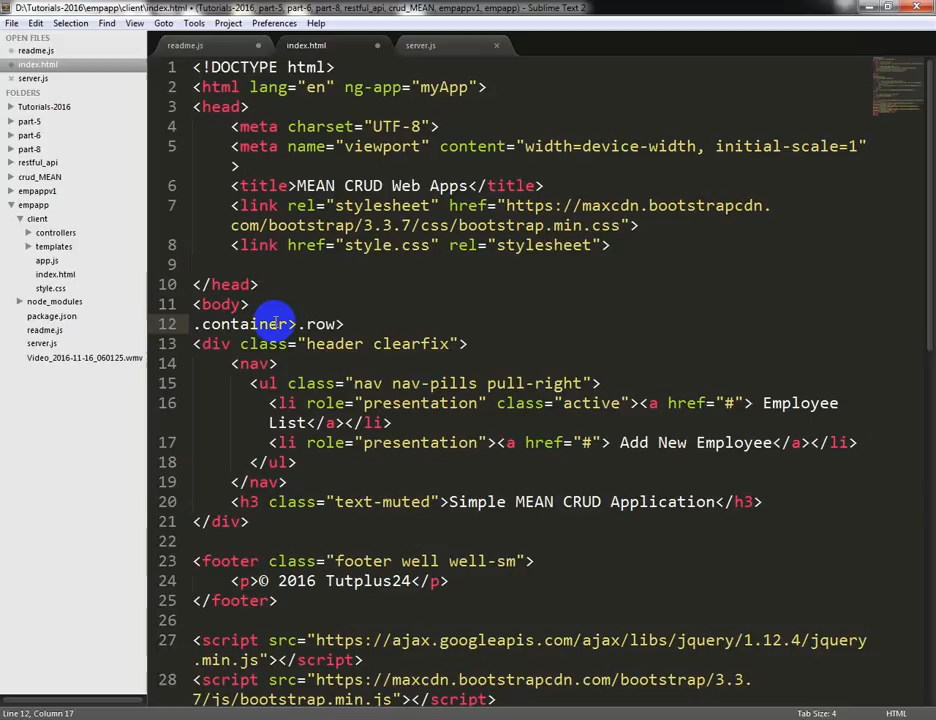 D:\Tutorials-2016\empapp\client\index.html • (Tutorials-2016, part-5, part-6, part-8, restful_api, crud_MEAN, empappv1, empapp) - Sublime Text 2
File Edit Selection Find View Goto Tools Project Preferences Help
OPEN FILES
readme.js
index.html
server.js
FOLDERS
Tutorials-2016
part-5
part-6
part-8
restful_api
crud_MEAN
empappv1
empapp
client
controllers
templates
app.js
index.html
style.css
node_modules
package.json
readme.js
server.js
Video_2016-11-16_060125.wmv
readme.js index.html server.js
1 <!DOCTYPE html>
2 <html lang="en" ng-app="myApp">
3 <head>
4 <meta charset="UTF-8">
5 <meta name="viewport" content="width=device-width, initial-scale=1"
>
6 <title>MEAN CRUD Web Apps</title>
7 <link rel="stylesheet" href="https://maxcdn.bootstrapcdn.
com/bootstrap/3.3.7/css/bootstrap.min.css">
8 <link href="style.css" rel="stylesheet">
9
10 </head>
11 <body>
12 .container>.row>
13 <div class="header clearfix">
14 <nav>
15 <ul class="nav nav-pills pull-right">
16 <li role="presentation" class="active"><a href="#"> Employee
List</a></li>
17 <li role="presentation"><a href="#"> Add New Employee</a></li>
18 </ul>
19 </nav>
20 <h3 class="text-muted">Simple MEAN CRUD Application</h3>
21 </div>
22
23 <footer class="footer well well-sm">
24 <p>© 2016 Tutplus24</p>
25 </footer>
26
27 <script src="https://ajax.googleapis.com/ajax/libs/jquery/1.12.4/jquery
.min.js"></script>
28 <script src="https://maxcdn.bootstrapcdn.com/bootstrap/3.3.
7/js/bootstrap.min.js"></script>
Line 12, Column 17 Tab Size: 4 HTML